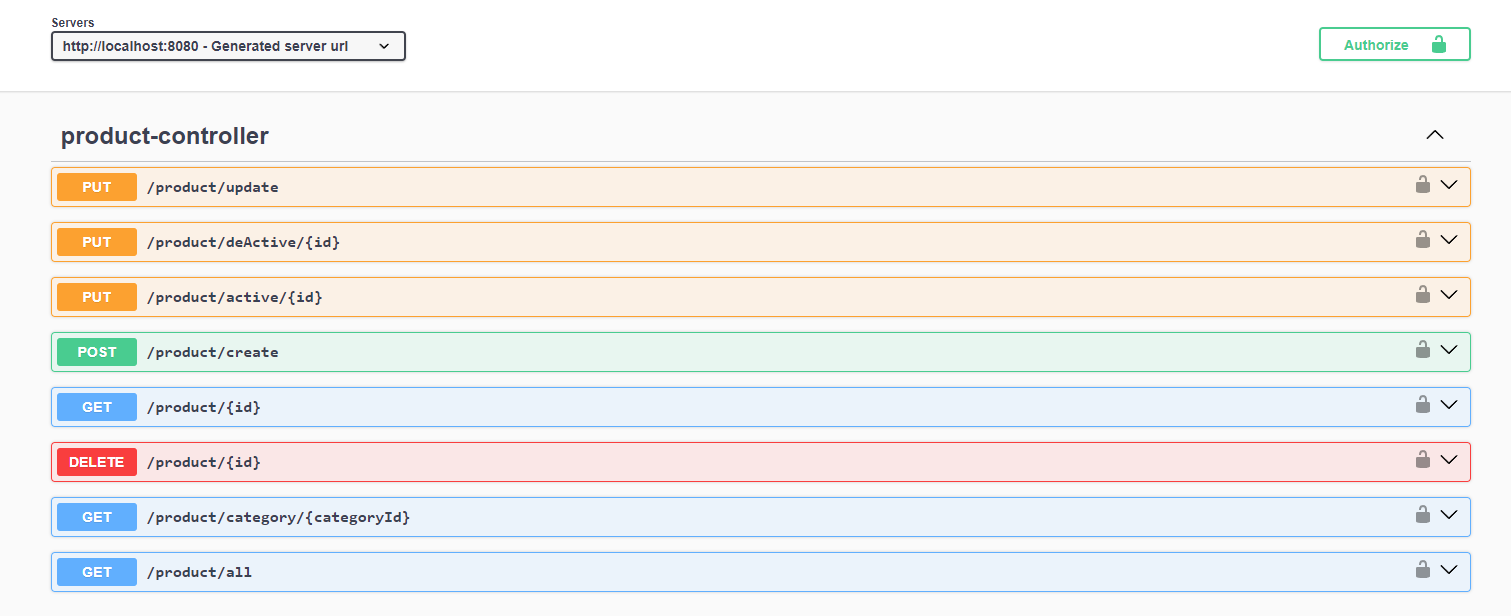 Servers
http://localhost:8080 - Generated server url
Authorize
product-controller
PUT /product/update
PUT /product/deActive/{id}
PUT /product/active/{id}
POST /product/create
GET /product/{id}
DELETE /product/{id}
GET /product/category/{categoryId}
GET /product/all